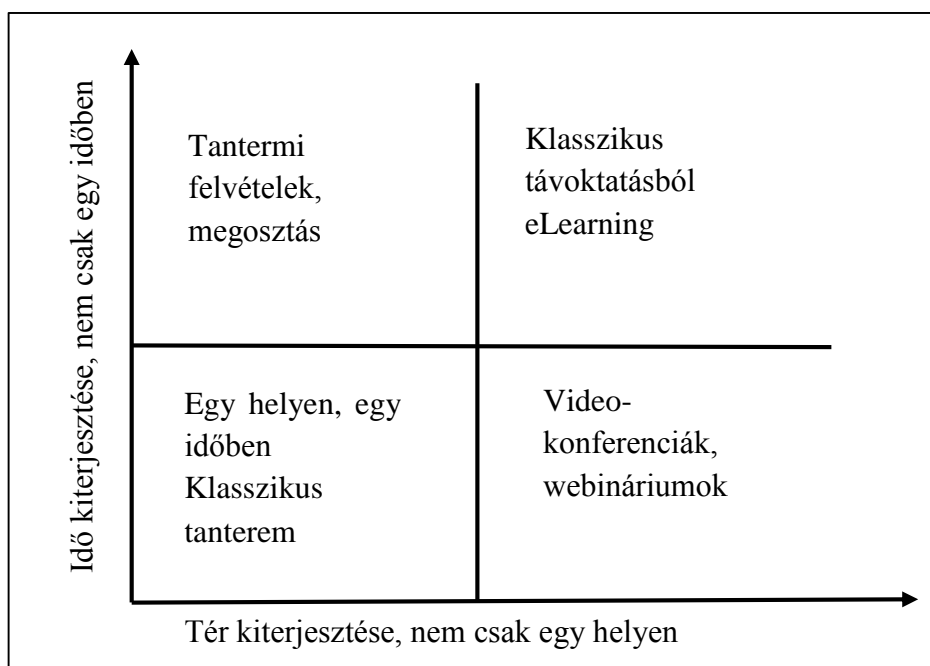 Idő kiterjesztése, nem csak egy időben
Tantermi
felvételek,
megosztás
Klasszikus
távoktatásból
eLearning
Egy helyen, egy
időben
Klasszikus
tanterem
Video-
konferenciák,
webináriumok
Tér kiterjesztése, nem csak egy helyen